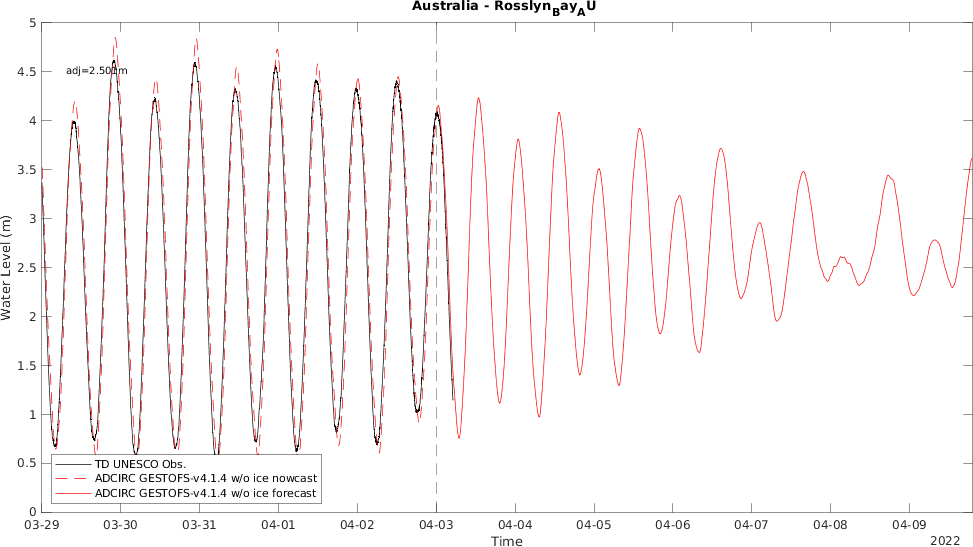 Australia - Rosslyn_Bay_AU
5
4.5
4
3.5
3
2.5
2
1.5
1
0.5
0
Water Level (m)
adj=2.501m
TD UNESCO Obs.
ADCIRC GESTOFS-v4.1.4 w/o ice nowcast
ADCIRC GESTOFS-v4.1.4 w/o ice forecast
03-29 03-30 03-31 04-01 04-02 04-03 04-04 04-05 04-06 04-07 04-08 04-09
Time
2022